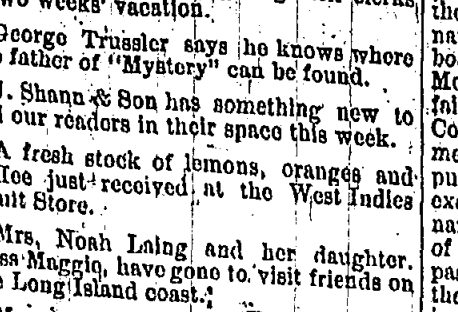 two weeks' vacation.
George Trussler says he knows where
father of "Mystery" can be found.
J. Shann & Son has something new to
our readers in their space this week.
A fresh stock of lemons, oranges and
just received at the West Indies
Store.
Mrs. Noah Laing and her daughter.
Maggie, have gone to visit friends on
Long Island coast.